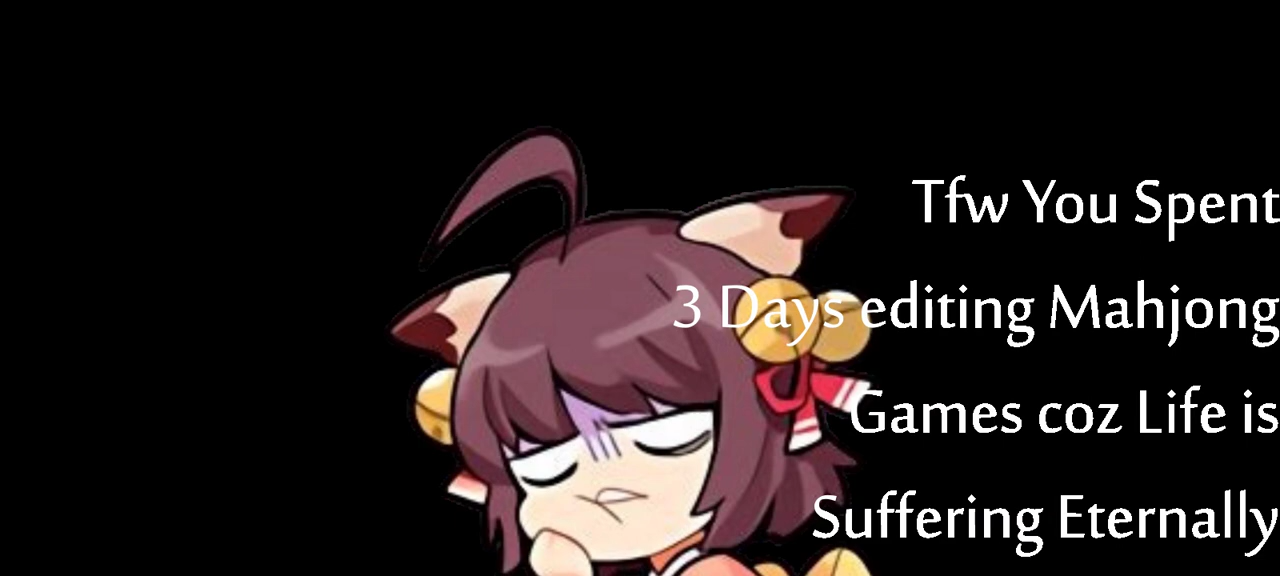 Tfw You Spent
3 Days editing Mahjong
Games coz Life is
Suffering Eternally